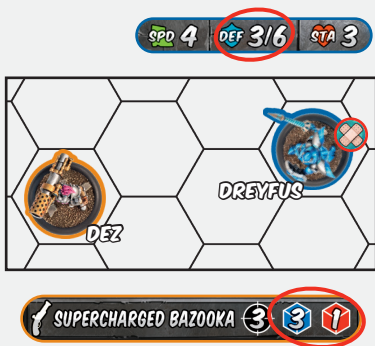 SPD 4 DEF 3/6 STA 3
DREYFUS
DEZ
SUPERCHARGED BAZOOKA 3 3 1